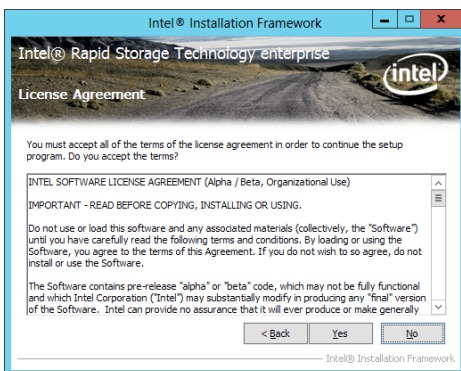 Intel® Installation Framework
Intel® Rapid Storage Technology enterprise
intel
License Agreement
You must accept all of the terms of the license agreement in order to continue the setup
program. Do you accept the terms?
INTEL SOFTWARE LICENSE AGREEMENT (Alpha / Beta, Organizational Use)
IMPORTANT - READ BEFORE COPYING, INSTALLING OR USING.
Do not use or load this software and any associated materials (collectively, the "Software")
until you have carefully read the following terms and conditions. By loading or using the
Software, you agree to the terms of this Agreement. If you do not wish to so agree, do not
install or use the Software.
The Software contains pre-release "alpha" or "beta" code, which may not be fully functional
and which Intel Corporation ("Intel") may substantially modify in producing any "final" version
of the Software. Intel can provide no assurance that it will ever produce or make generally
< Back Yes No
Intel® Installation Framework